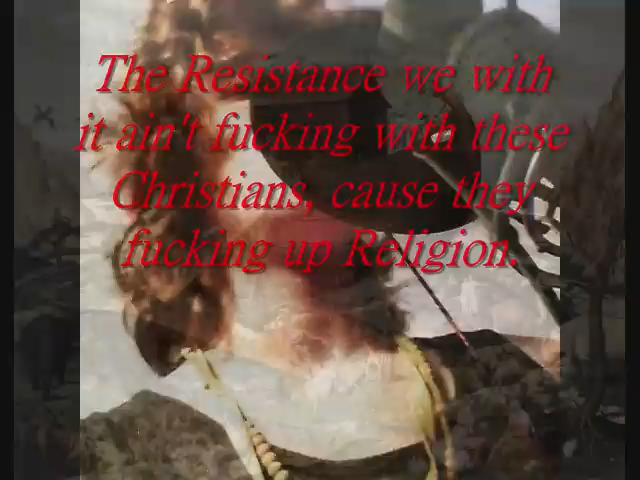 The Resistance we with
it ain't fucking with these
Christians, cause they
fucking up Religion.